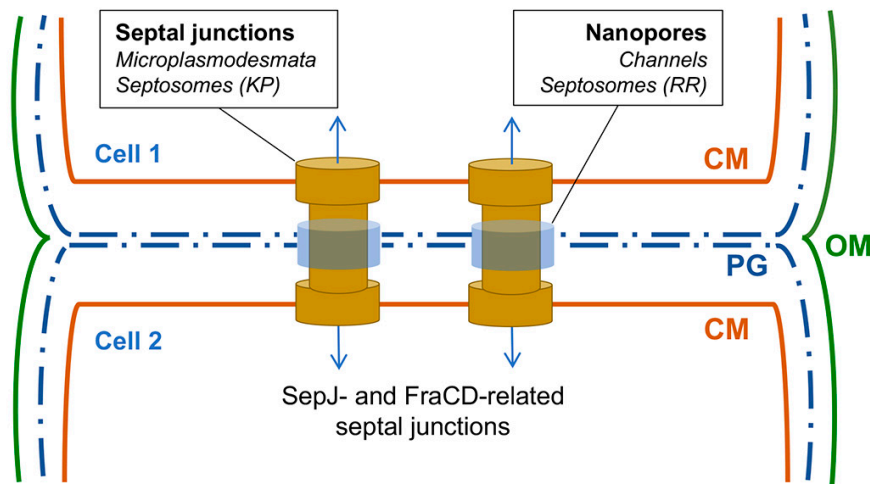 Septal junctions
Microplasmodesmata
Septosomes (KP)
Nanopores
Channels
Septosomes (RR)
Cell 1
CM
OM
PG
Cell 2
CM
SepJ- and FraCD-related
septal junctions